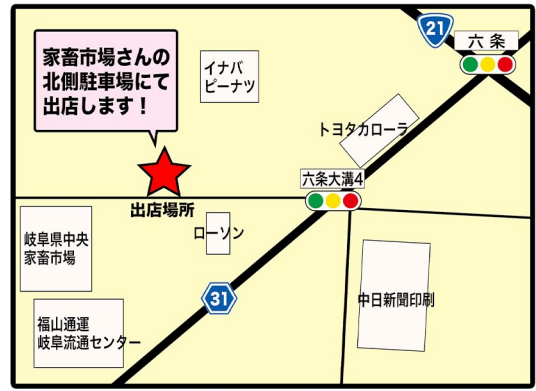 21
六条
家畜市場さんの
北側駐車場にて
出店します！
イナバ
ピーナツ
トヨタカローラ
六条大溝4
出店場所
ローソン
岐阜県中央
家畜市場
31
中日新聞印刷
福山通運
岐阜流通センター